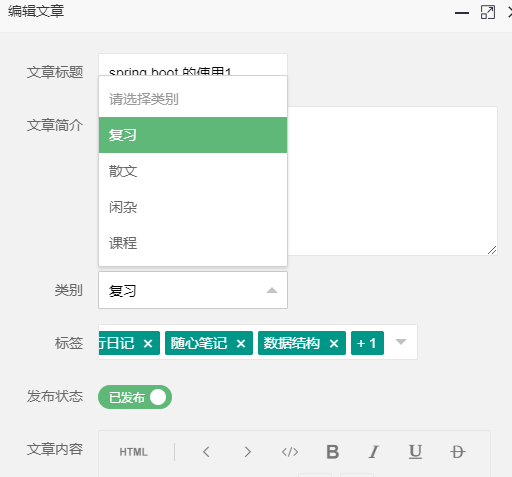 编辑文章
文章标题
spring boot 的使用1
请选择类别
文章简介
复习
散文
闲杂
课程
类别
复习
标签
行日记 × 随心笔记 × 数据结构 × + 1
发布状态
已发布
文章内容
HTML B I U D